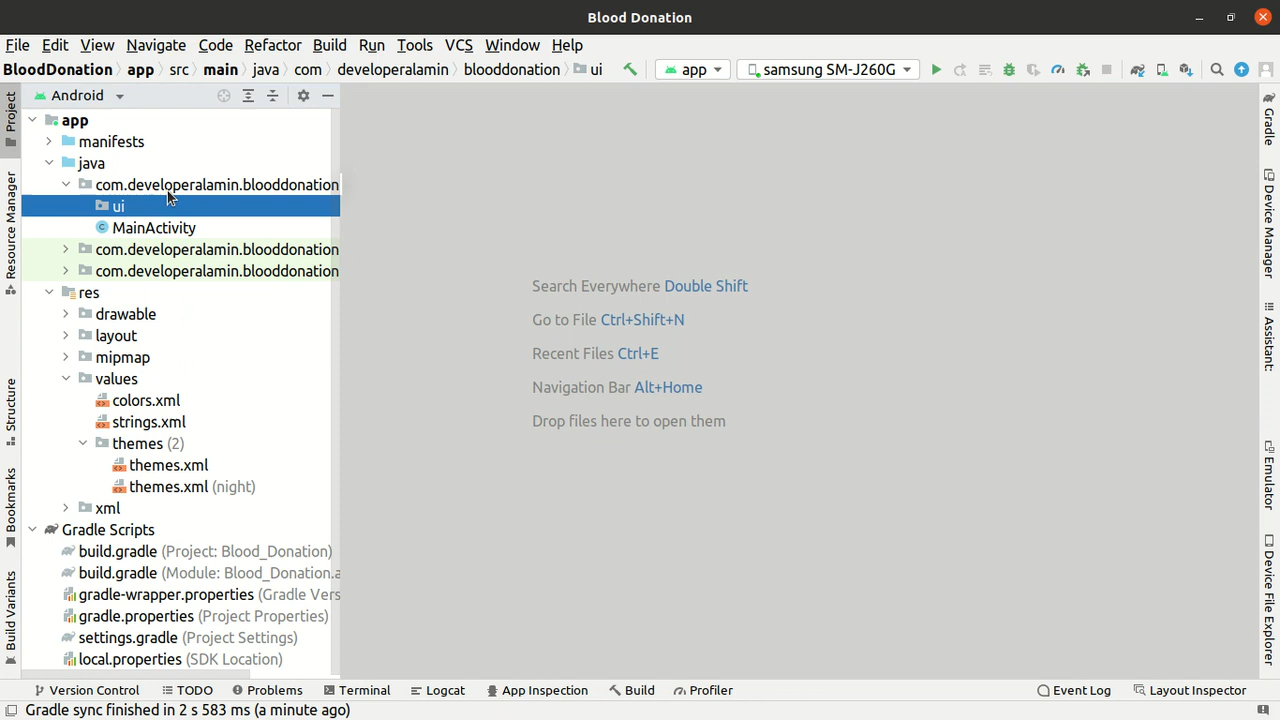 Blood Donation
File Edit View Navigate Code Refactor Build Run Tools VCS Window Help
BloodDonation app src main java com developeralamin blooddonation ui app samsung SM-J260G
Android
app
manifests
java
com.developeralamin.blooddonation
ui
MainActivity
com.developeralamin.blooddonation
com.developeralamin.blooddonation
res
drawable
layout
mipmap
values
colors.xml
strings.xml
themes (2)
themes.xml
themes.xml (night)
xml
Gradle Scripts
build.gradle (Project: Blood_Donation)
build.gradle (Module: Blood_Donation.a
gradle-wrapper.properties (Gradle Vers
gradle.properties (Project Properties)
settings.gradle (Project Settings)
local.properties (SDK Location)
Search Everywhere Double Shift
Go to File Ctrl+Shift+N
Recent Files Ctrl+E
Navigation Bar Alt+Home
Drop files here to open them
Project
Resource Manager
Structure
Bookmarks
Build Variants
Gradle
Device Manager
Assistant:
Emulator
Device File Explorer
Version Control TODO Problems Terminal Logcat App Inspection Build Profiler Event Log Layout Inspector
Gradle sync finished in 2 s 583 ms (a minute ago)